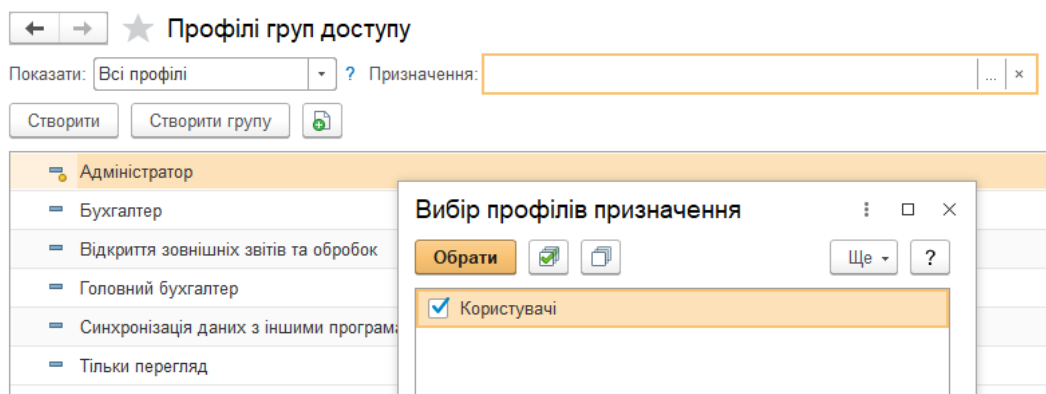 Профілі груп доступу
Показати: Всі профілі ? Призначення: ... ×
Створити Створити групу
Адміністратор
Бухгалтер
Відкриття зовнішніх звітів та обробок
Головний бухгалтер
Синхронізація даних з іншими програма
Тільки перегляд
Вибір профілів призначення
Обрати Ще ?
Користувачі